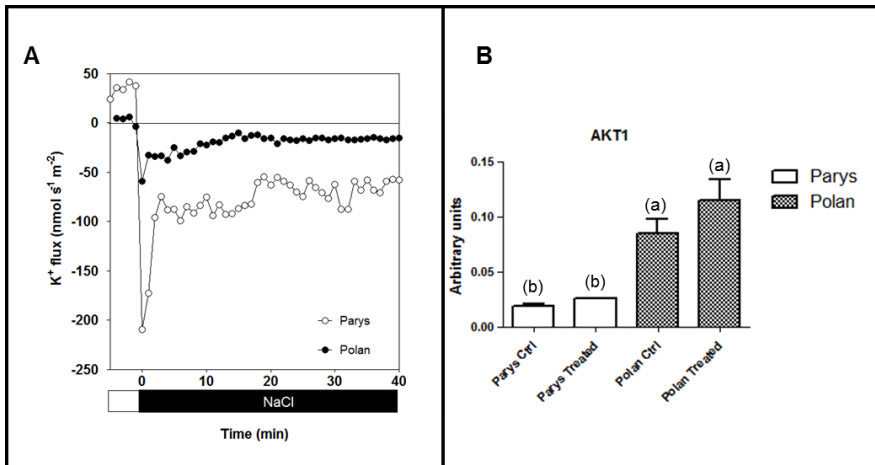 A
K⁺ flux (nmol s¹ m⁻²)
50
0
-50
-100
-150
-200
-250
Parys
Polan
0
10
20
30
40
NaCl
Time (min)
B
AKT1
Arbitrary units
0.15
0.10
0.05
0.00
(b)
(b)
(a)
(a)
Parys Ctrl
Parys Treated
Polan Ctrl
Polan Treated
Parys
Polan